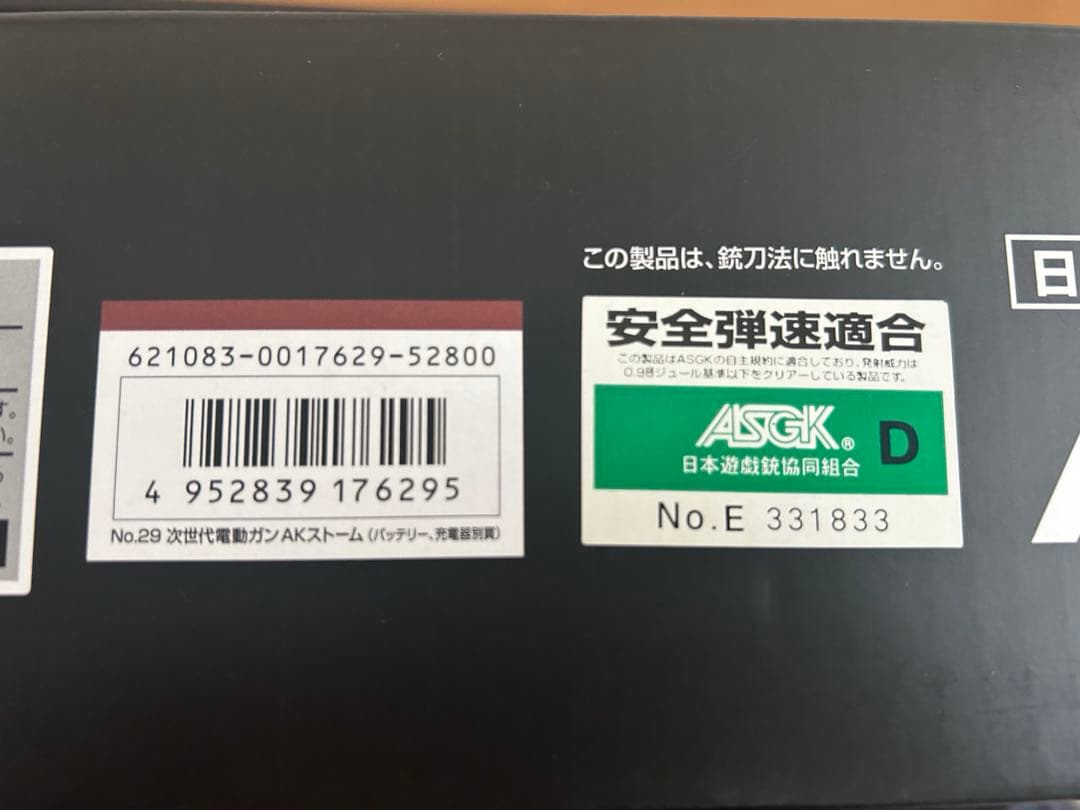 す。
い。
621083-0017629-52800
4 952839 176295
No.29 次世代電動ガン AKストーム (バッテリー、充電器別買)
この製品は、銃刀法に触れません。
安全弾速適合
この製品はASGKの自主規約に適合しており、発射威力は
0.98ジュール基準以下をクリアーしている製品です。
ASGK® D
日本遊戯銃協同組合
No.E 331833
日